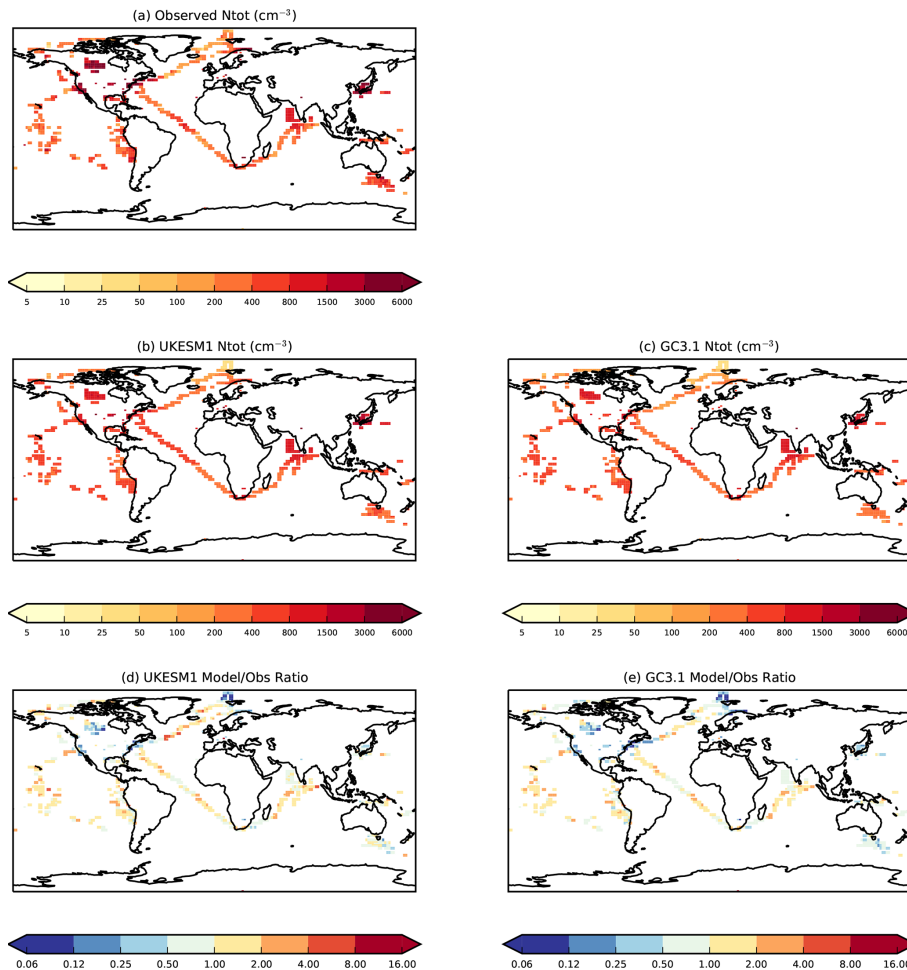 (a) Observed Ntot (cm⁻³)
5 10 25 50 100 200 400 800 1500 3000 6000
(b) UKESM1 Ntot (cm⁻³)
(c) GC3.1 Ntot (cm⁻³)
5 10 25 50 100 200 400 800 1500 3000 6000
5 10 25 50 100 200 400 800 1500 3000 6000
(d) UKESM1 Model/Obs Ratio
(e) GC3.1 Model/Obs Ratio
0.06 0.12 0.25 0.50 1.00 2.00 4.00 8.00 16.00
0.06 0.12 0.25 0.50 1.00 2.00 4.00 8.00 16.00